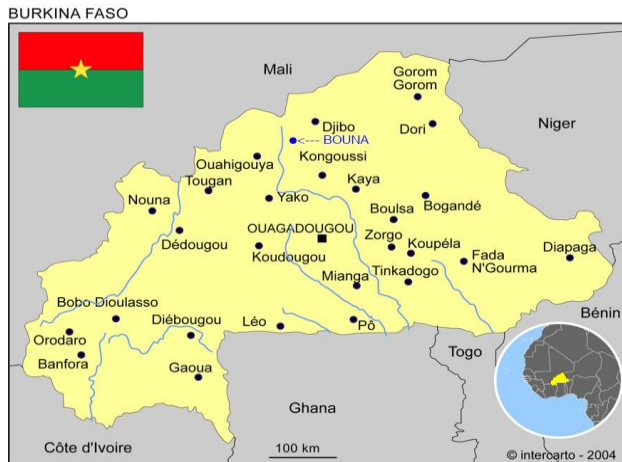 BURKINA FASO
Mali
Gorom
Gorom
Niger
Djibo
Dori
<--- BOUNA
Ouahigouya
Kongoussi
Tougan
Kaya
Nouna
Yako
Bogandé
Boulsa
OUAGADOUGOU
Zorgo
Dédougou
Koudougou
Koupéla
Diapaga
Fada
N'Gourma
Mianga
Tinkadogo
Bobo Dioulasso
Diébougou
Léo
Pô
Bénin
Orodaro
Banfora
Togo
Gaoua
Ghana
Côte d'Ivoire
100 km
© intercarto - 2004